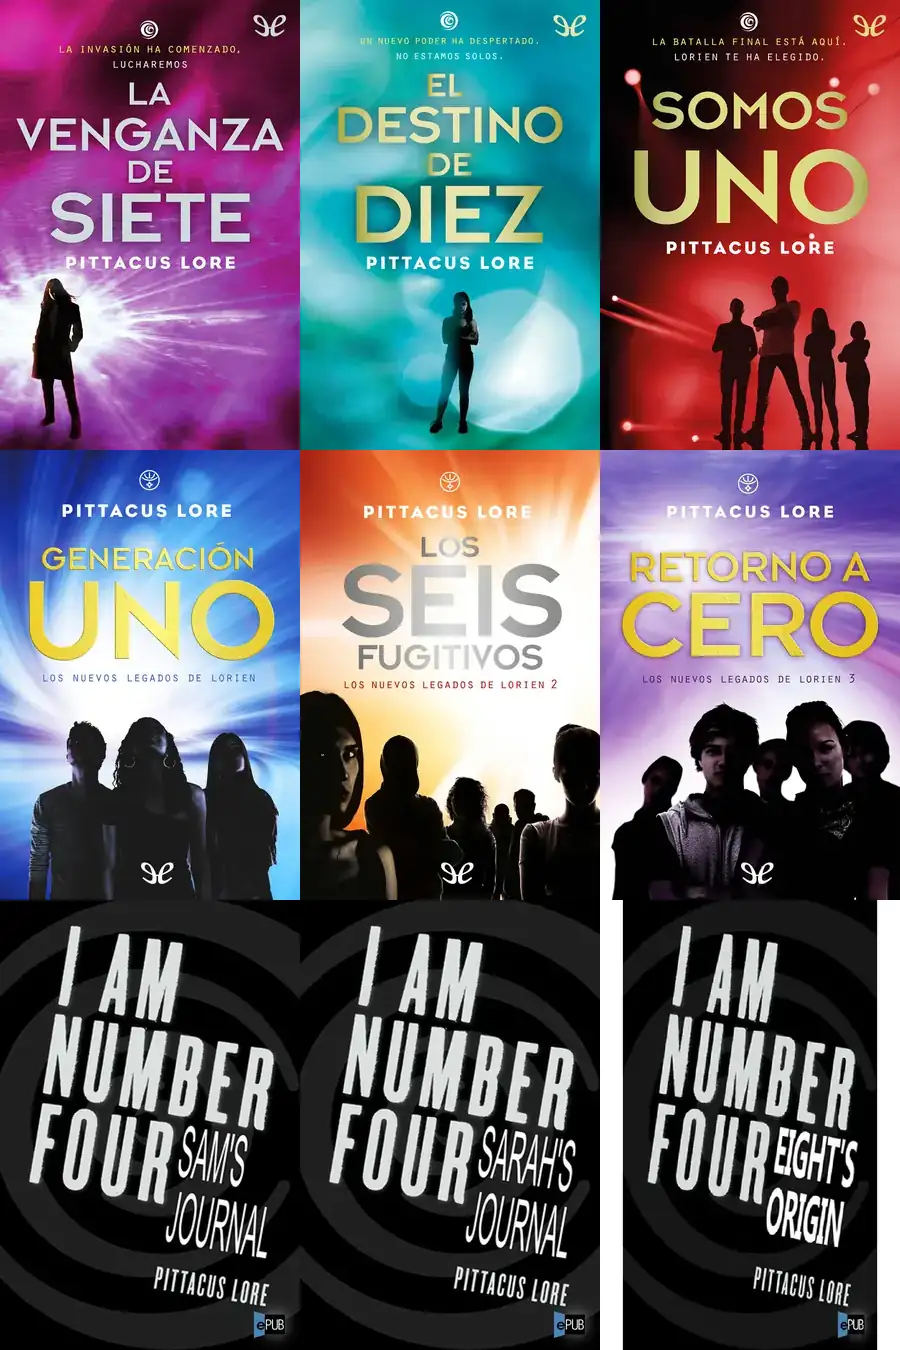 LA INVASIÓN HA COMENZADO,
LUCHAREMOS
LA
VENGANZA
DE
SIETE
PITTACUS LORE
UN NUEVO PODER HA DESPERTADO.
NO ESTAMOS SOLOS.
EL
DESTINO
DE
DIEZ
PITTACUS LORE
LA BATALLA FINAL ESTÁ AQUÍ.
LORIEN TE HA ELEGIDO.
SOMOS
UNO
PITTACUS LORE
PITTACUS LORE
GENERACIÓN
UNO
LOS NUEVOS LEGADOS DE LORIEN
PITTACUS LORE
LOS
SEIS
FUGITIVOS
LOS NUEVOS LEGADOS DE LORIEN 2
PITTACUS LORE
RETORNO A
CERO
LOS NUEVOS LEGADOS DE LORIEN 3
I AM
NUMBER
FOUR
SAM'S
JOURNAL
PITTACUS LORE
ePUB
I AM
NUMBER
FOUR
SARAH'S
JOURNAL
PITTACUS LORE
ePUB
I AM
NUMBER
FOUR
EIGHT'S
ORIGIN
PITTACUS LORE
ePUB